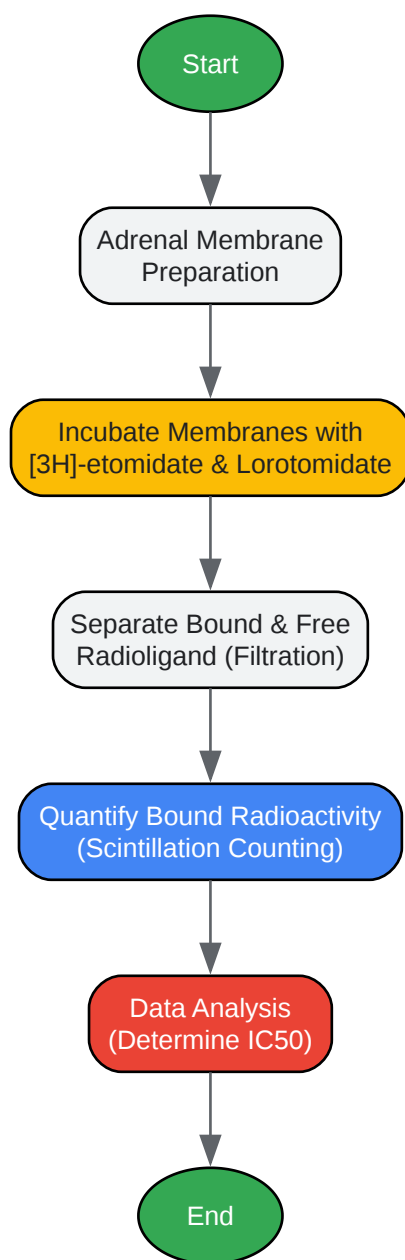 Start
Adrenal Membrane
Preparation
Incubate Membranes with
[3H]-etomidate & Lorotomidate
Separate Bound & Free
Radioligand (Filtration)
Quantify Bound Radioactivity
(Scintillation Counting)
Data Analysis
(Determine IC50)
End